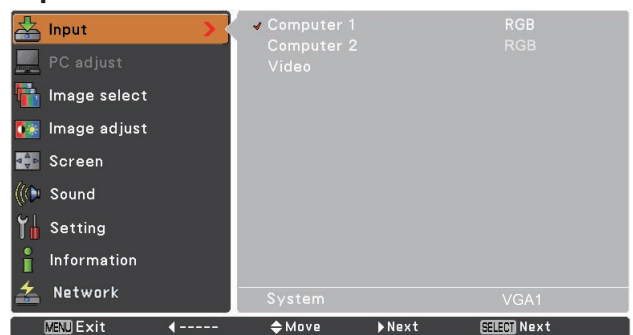 Input
PC adjust
Image select
Image adjust
Screen
Sound
Setting
Information
Network
Computer 1 RGB
Computer 2 RGB
Video
System VGA1
MENU Exit ----- Move Next SELECT Next